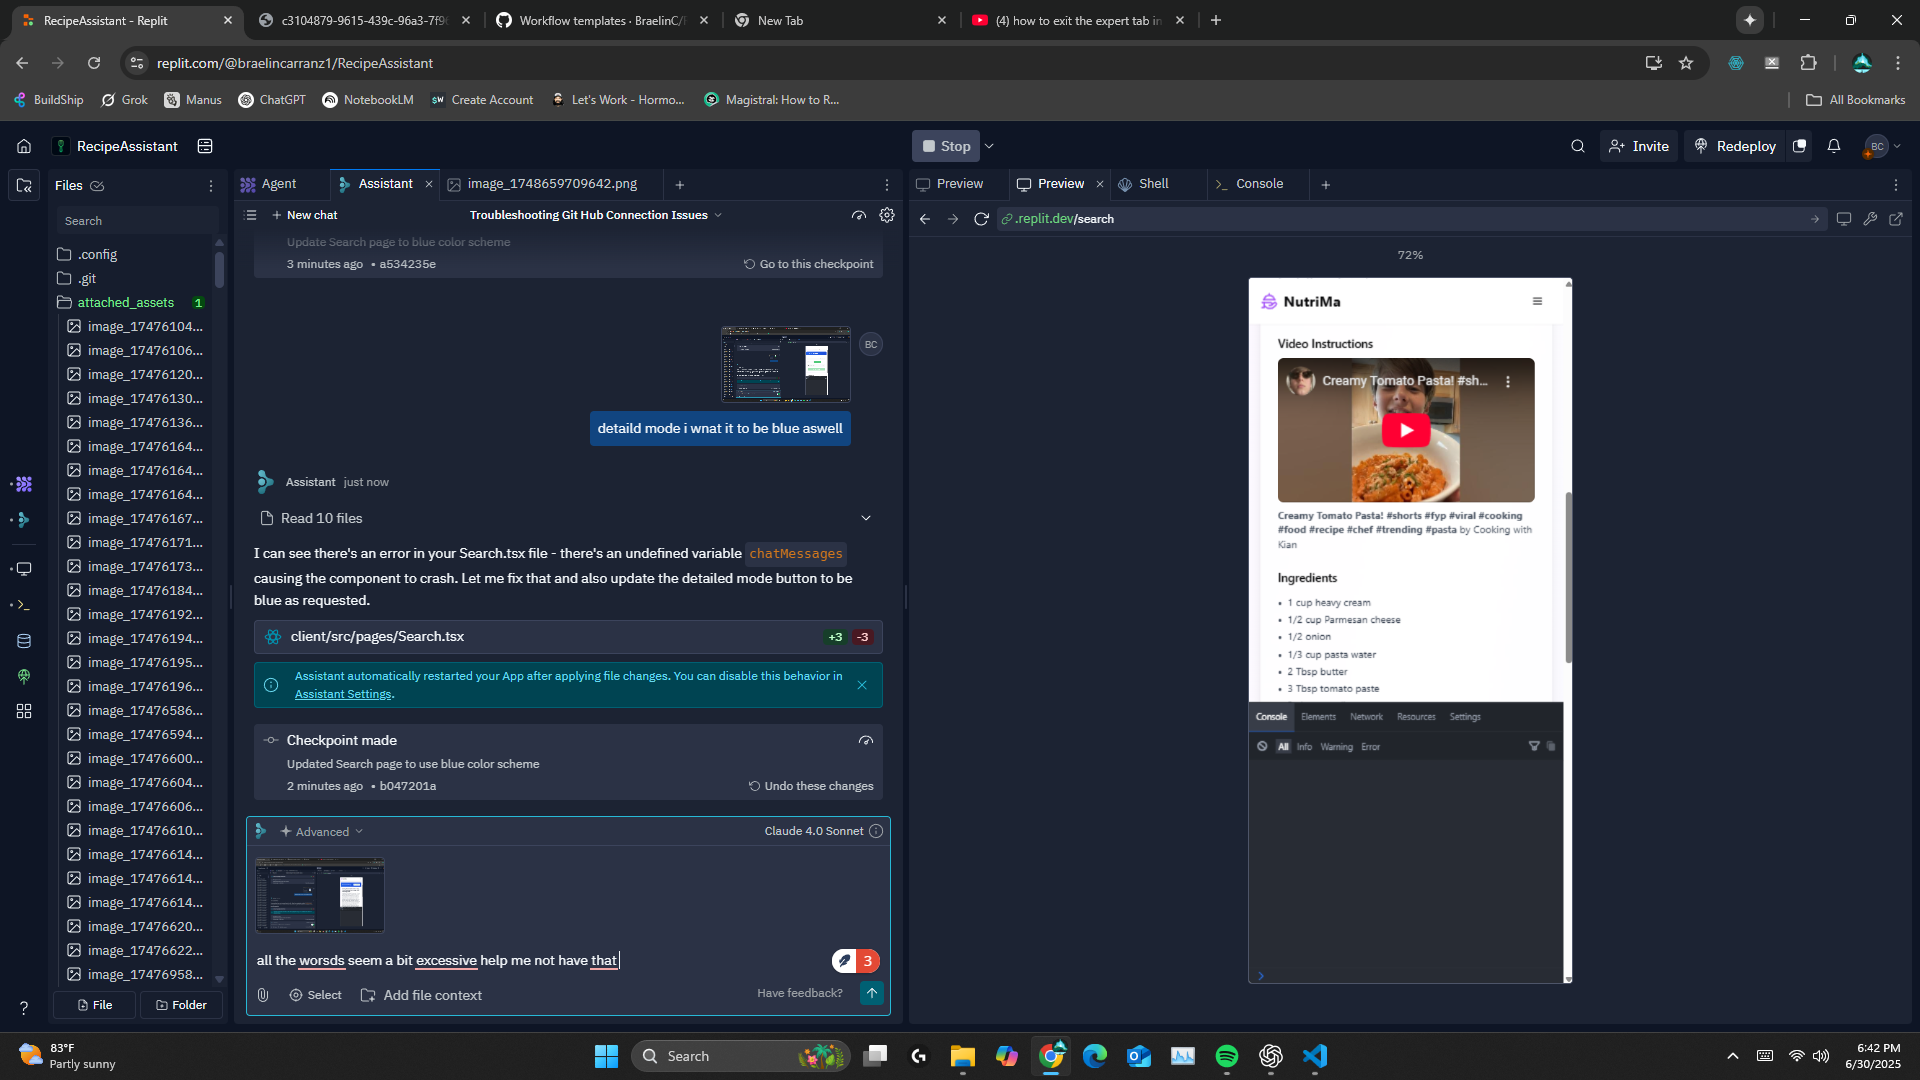 RecipeAssistant - Replit
c3104879-9615-439c-96a3-7f96
Workflow templates · BraelinC/
New Tab
(4) how to exit the expert tab in
replit.com/@braelincarranz1/RecipeAssistant
BuildShip
Grok
Manus
ChatGPT
NotebookLM
Create Account
Let's Work - Hormo...
Magistral: How to R...
All Bookmarks
RecipeAssistant
Stop
Invite
Redeploy
BC
Files
Search
.config
.git
attached_assets 1
image_17476104...
image_17476106...
image_17476120...
image_17476130...
image_17476136...
image_17476164...
image_17476164...
image_17476164...
image_17476167...
image_17476171...
image_17476173...
image_17476184...
image_17476192...
image_17476194...
image_17476195...
image_17476196...
image_17476586...
image_17476594...
image_17476600...
image_17476604...
image_17476606...
image_17476610...
image_17476614...
image_17476614...
image_17476614...
image_17476620...
image_17476622...
image_17476958...
File
Folder
Agent
Assistant
image_1748659709642.png
New chat
Troubleshooting Git Hub Connection Issues
Update Search page to blue color scheme
3 minutes ago • a534235e
Go to this checkpoint
BC
detaild mode i wnat it to be blue aswell
Assistant just now
Read 10 files
I can see there's an error in your Search.tsx file - there's an undefined variable chatMessages
causing the component to crash. Let me fix that and also update the detailed mode button to be
blue as requested.
client/src/pages/Search.tsx
+3 -3
Assistant automatically restarted your App after applying file changes. You can disable this behavior in
Assistant Settings.
Checkpoint made
Updated Search page to use blue color scheme
2 minutes ago • b047201a
Undo these changes
Advanced
Claude 4.0 Sonnet
all the worsds seem a bit excessive help me not have that
3
Select
Add file context
Have feedback?
Preview
Preview
Shell
Console
.replit.dev/search
72%
NutriMa
Video Instructions
Creamy Tomato Pasta! #sh...
Creamy Tomato Pasta! #shorts #fyp #viral #cooking
#food #recipe #chef #trending #pasta by Cooking with
Kian
Ingredients
• 1 cup heavy cream
• 1/2 cup Parmesan cheese
• 1/2 onion
• 1/3 cup pasta water
• 2 Tbsp butter
• 3 Tbsp tomato paste
Console
Elements
Network
Resources
Settings
All
Info
Warning
Error
83°F
Partly sunny
Search
6:42 PM
6/30/2025